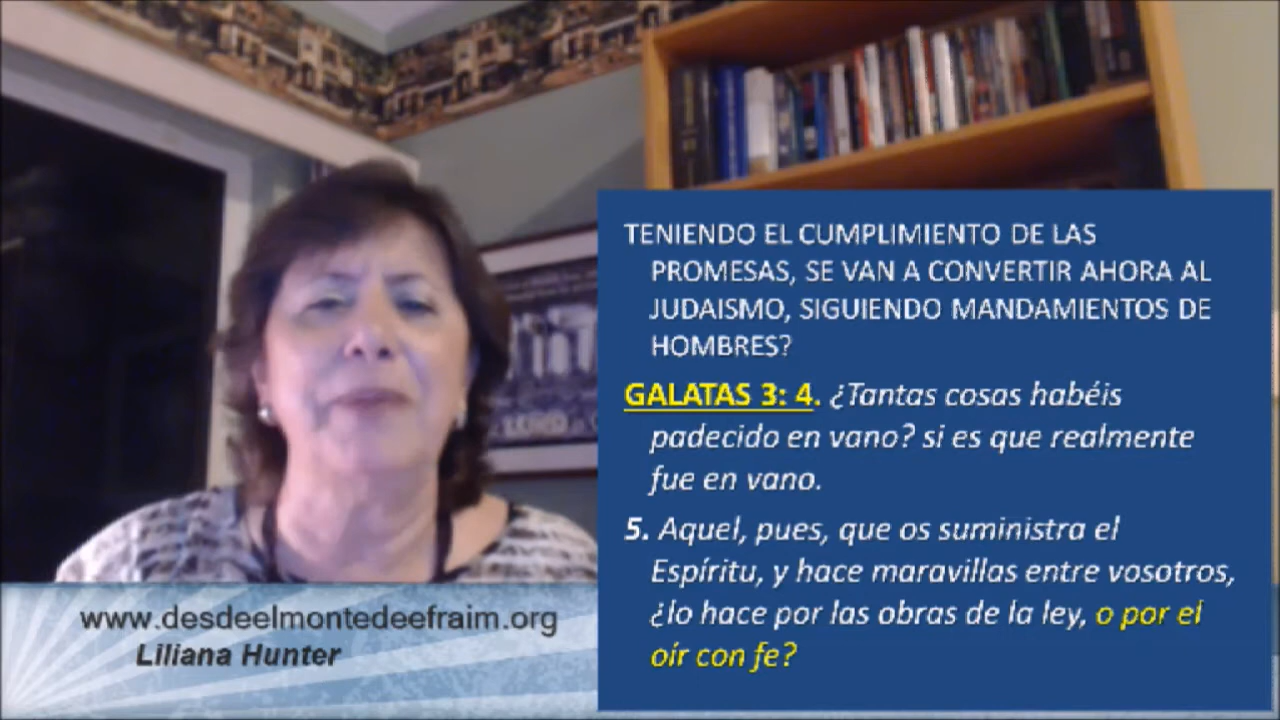 TENIENDO EL CUMPLIMIENTO DE LAS
PROMESAS, SE VAN A CONVERTIR AHORA AL
JUDAISMO, SIGUIENDO MANDAMIENTOS DE
HOMBRES?
GALATAS 3: 4. ¿Tantas cosas habéis
padecido en vano? si es que realmente
fue en vano.
5. Aquel, pues, que os suministra el
Espíritu, y hace maravillas entre vosotros,
¿lo hace por las obras de la ley, o por el
oír con fe?
www.desdeelmontedeefraim.org
Liliana Hunter